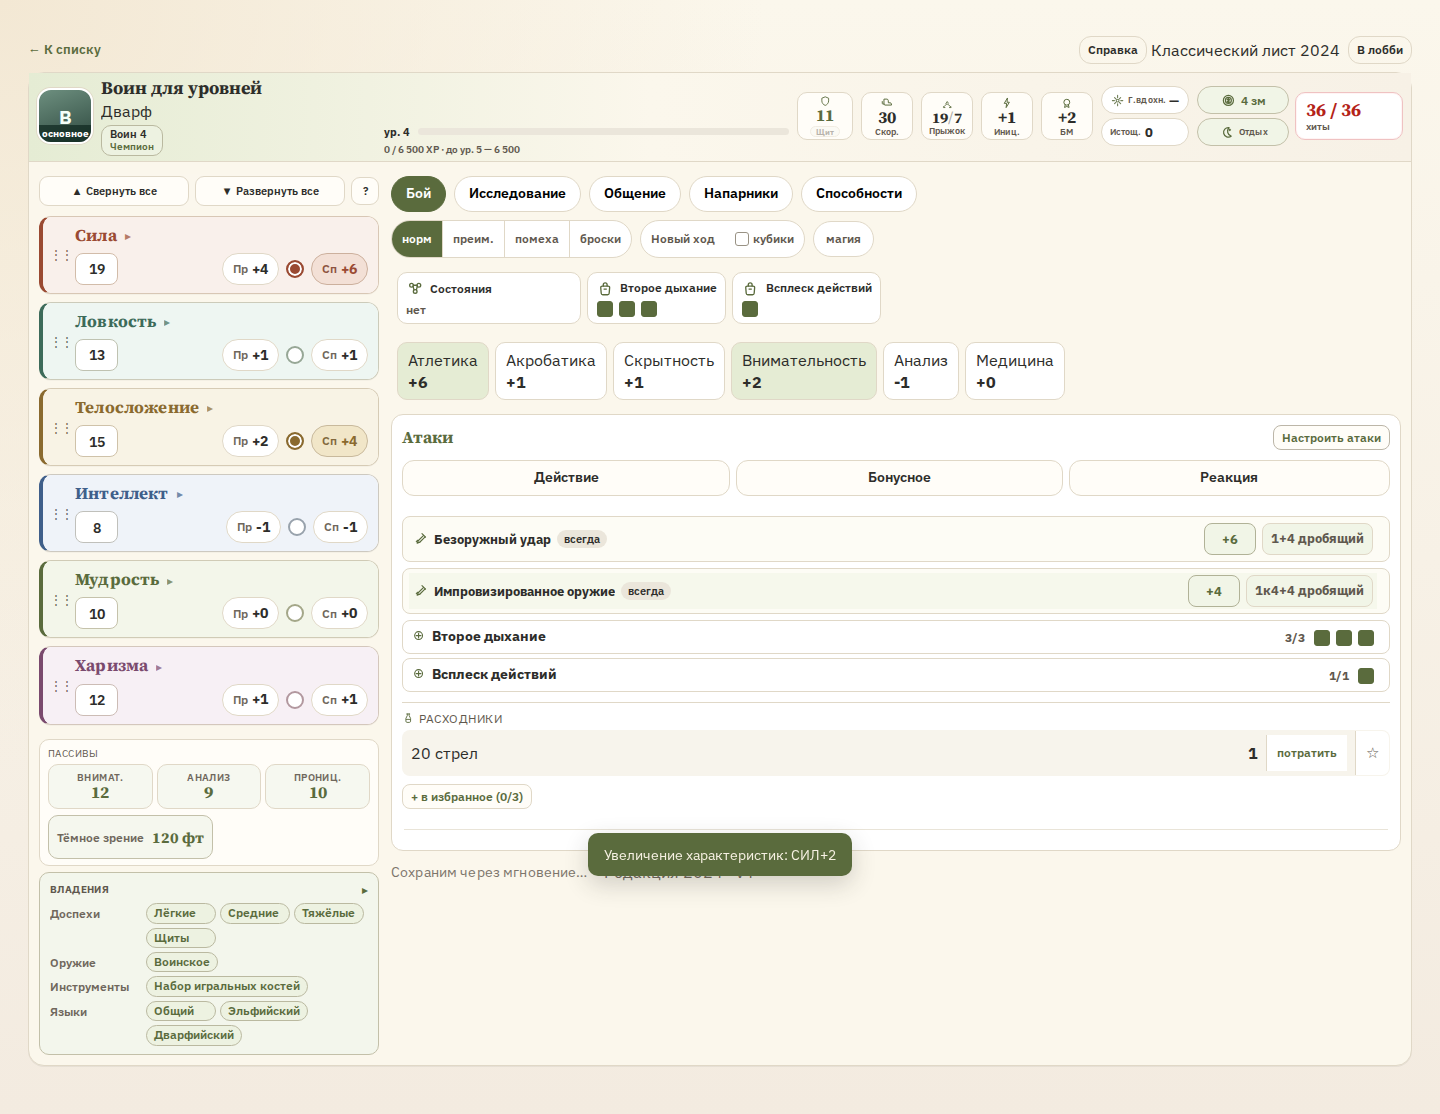 ← К списку
Справка Классический лист 2024 В лобби
В
основное
Воин для уровней
Дварф
Воин 4
Чемпион
ур. 4
0 / 6 500 XP · до ур. 5 — 6 500
11
Щит
30
Скор.
19/7
Прыжок
+1
Иниц.
+2
БМ
Г.вдохн. —
Истощ. 0
4 зм
Отдых
36 / 36
хиты
▲ Свернуть все ▼ Развернуть все ?
Сила ▸
19 Пр +4 Сп +6
Ловкость ▸
13 Пр +1 Сп +1
Телосложение ▸
15 Пр +2 Сп +4
Интеллект ▸
8 Пр -1 Сп -1
Мудрость ▸
10 Пр +0 Сп +0
Харизма ▸
12 Пр +1 Сп +1
ПАССИВЫ
ВНИМАТ. АНАЛИЗ ПРОНИЦ.
12 9 10
Тёмное зрение 120 фт
ВЛАДЕНИЯ ▸
Доспехи Лёгкие Средние Тяжёлые
Щиты
Оружие Воинское
Инструменты Набор игральных костей
Языки Общий Эльфийский
Дварфийский
Бой Исследование Общение Напарники Способности
норм преим. помеха броски Новый ход кубики магия
Состояния
нет
Второе дыхание
Всплеск действий
Атлетика Акробатика Скрытность Внимательность Анализ Медицина
+6 +1 +1 +2 -1 +0
Атаки Настроить атаки
Действие Бонусное Реакция
Безоружный удар всегда +6 1+4 дробящий
Импровизированное оружие всегда +4 1к4+4 дробящий
Второе дыхание 3/3
Всплеск действий 1/1
РАСХОДНИКИ
20 стрел 1 потратить ☆
+ в избранное (0/3)
Увеличение характеристик: СИЛ+2
Сохраним через мгновение...